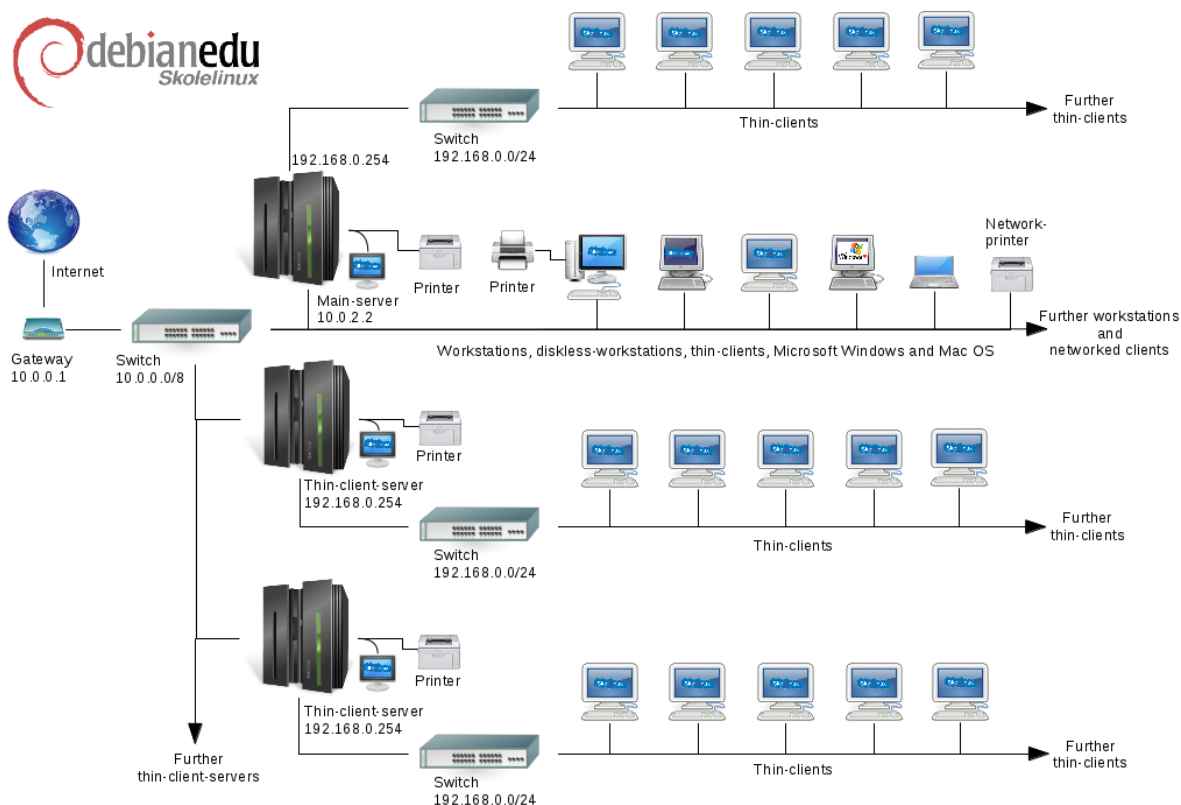 debianedu
Skolelinux
Further
thin-clients
Thin-clients
Switch
192.168.0.0/24
192.168.0.254
Internet
Main-server
10.0.2.2
Printer
Printer
Network-
printer
Gateway
10.0.0.1
Switch
10.0.0.0/8
Workstations, diskless-workstations, thin-clients, Microsoft Windows and Mac OS
Further workstations
and
networked clients
Printer
Thin-client-server
192.168.0.254
Switch
192.168.0.0/24
Thin-clients
Further
thin-clients
Printer
Thin-client-server
192.168.0.254
Switch
192.168.0.0/24
Thin-clients
Further
thin-clients
Further
thin-client-servers